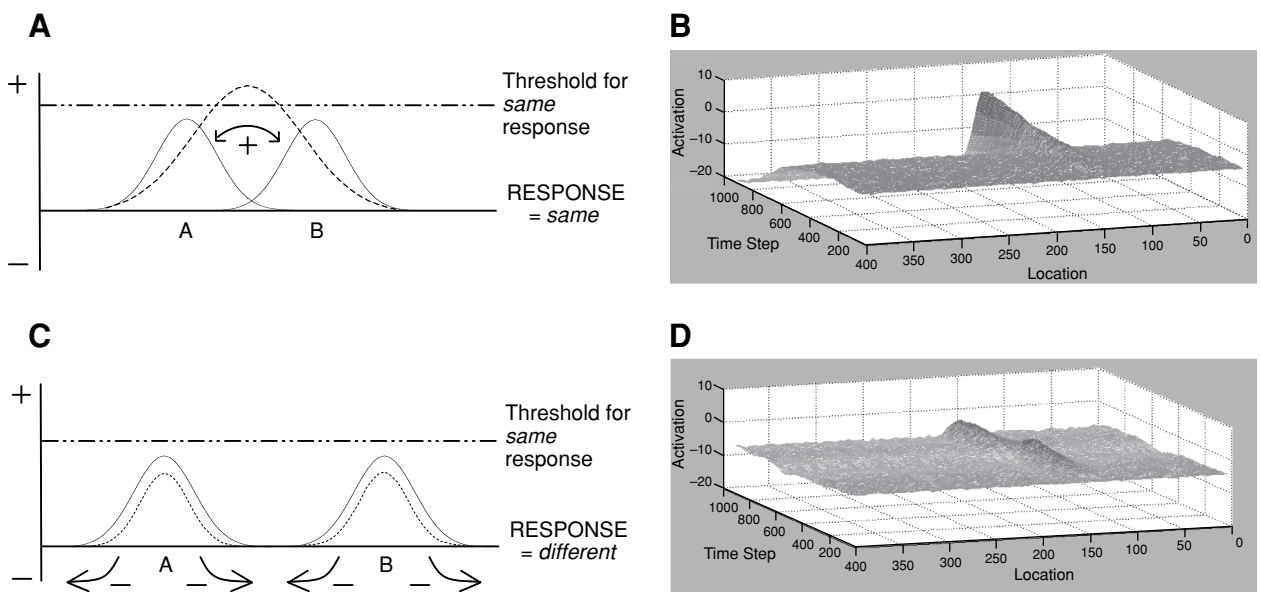 A
+
Threshold for
same
response
+
RESPONSE
= same
A
B
–
B
10
0
–10
–20
Activation
1000
800
600
400
200
Time Step
400
350
300
250
200
150
100
50
0
Location
C
+
Threshold for
same
response
RESPONSE
= different
A
B
–
–
–
–
–
D
10
0
–10
–20
Activation
1000
800
600
400
200
Time Step
400
350
300
250
200
150
100
50
0
Location